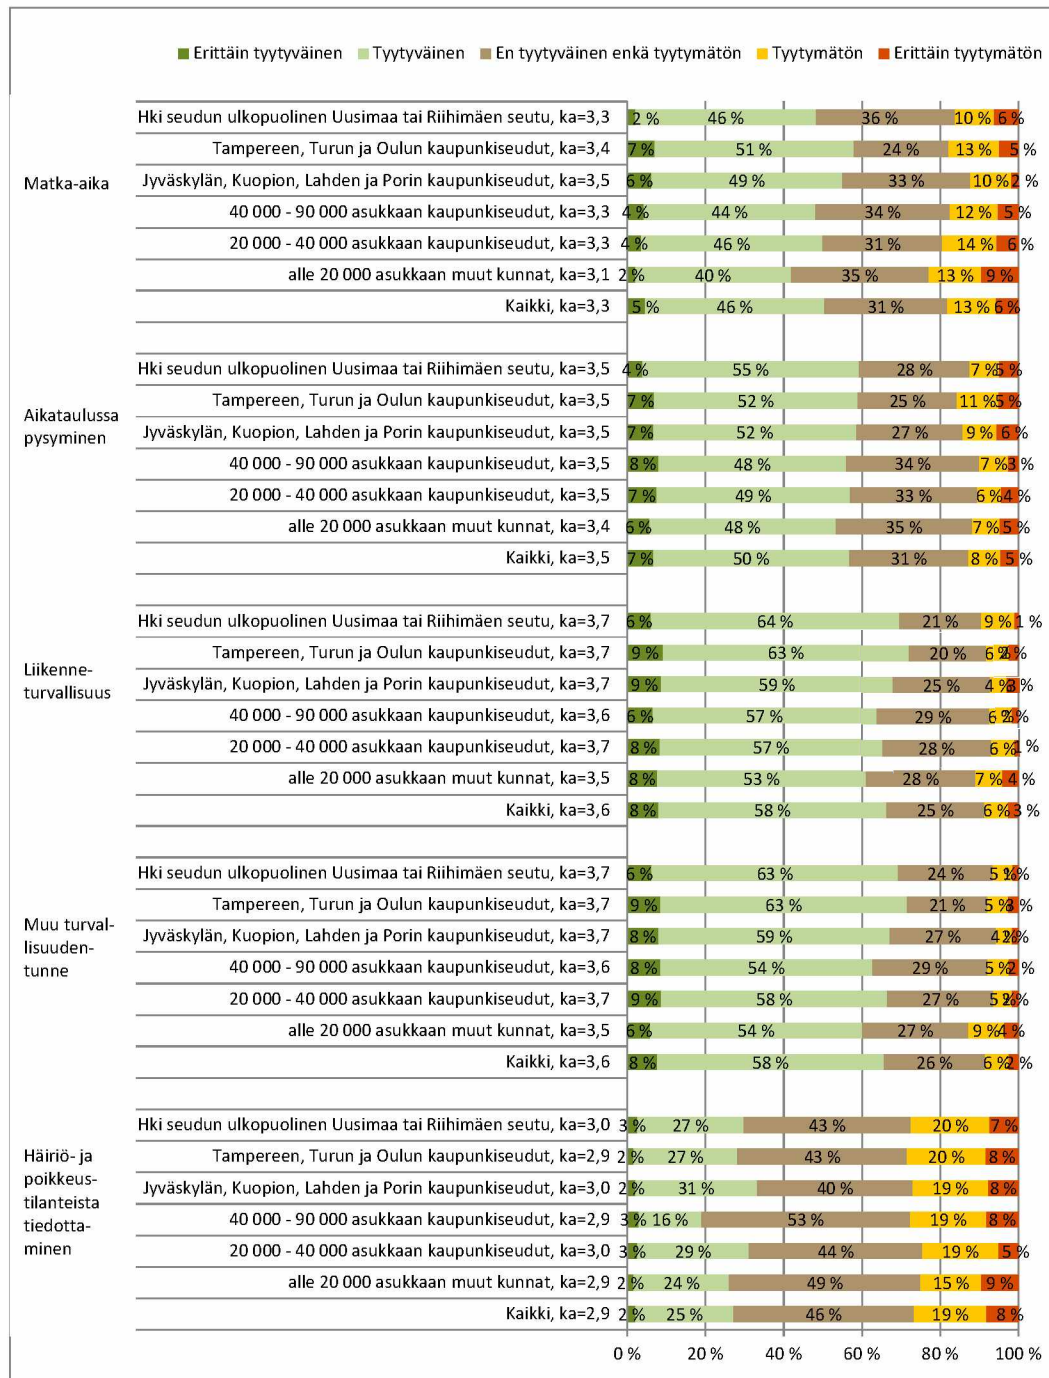 Erittäin tyytyväinen Tyytyväinen En tyytyväinen enkä tyytymätön Tyytymätön Erittäin tyytymätön
Matka-aika
Hki seudun ulkopuolinen Uusimaa tai Riihimäen seutu, ka=3,3 2 % 46 % 36 % 10 % 6 %
Tampereen, Turun ja Oulun kaupunkiseudut, ka=3,4 7 % 51 % 24 % 13 % 5 %
Jyväskylän, Kuopion, Lahden ja Porin kaupunkiseudut, ka=3,5 6 % 49 % 33 % 10 % 2 %
40 000 - 90 000 asukkaan kaupunkiseudut, ka=3,3 4 % 44 % 34 % 12 % 5 %
20 000 - 40 000 asukkaan kaupunkiseudut, ka=3,3 4 % 46 % 31 % 14 % 6 %
alle 20 000 asukkaan muut kunnat, ka=3,1 2 % 40 % 35 % 13 % 9 %
Kaikki, ka=3,3 5 % 46 % 31 % 13 % 6 %
Aikataulussa
pysyminen
Hki seudun ulkopuolinen Uusimaa tai Riihimäen seutu, ka=3,5 4 % 55 % 28 % 7 % 5 %
Tampereen, Turun ja Oulun kaupunkiseudut, ka=3,5 7 % 52 % 25 % 11 % 5 %
Jyväskylän, Kuopion, Lahden ja Porin kaupunkiseudut, ka=3,5 7 % 52 % 27 % 9 % 6 %
40 000 - 90 000 asukkaan kaupunkiseudut, ka=3,5 8 % 48 % 34 % 7 % 3 %
20 000 - 40 000 asukkaan kaupunkiseudut, ka=3,5 7 % 49 % 33 % 6 % 4 %
alle 20 000 asukkaan muut kunnat, ka=3,4 6 % 48 % 35 % 7 % 5 %
Kaikki, ka=3,5 7 % 50 % 31 % 8 % 5 %
Liikenne-
turvallisuus
Hki seudun ulkopuolinen Uusimaa tai Riihimäen seutu, ka=3,7 6 % 64 % 21 % 9 % 1 %
Tampereen, Turun ja Oulun kaupunkiseudut, ka=3,7 9 % 63 % 20 % 6 % 2 %
Jyväskylän, Kuopion, Lahden ja Porin kaupunkiseudut, ka=3,7 9 % 59 % 25 % 4 % 3 %
40 000 - 90 000 asukkaan kaupunkiseudut, ka=3,6 6 % 57 % 29 % 6 % 2 %
20 000 - 40 000 asukkaan kaupunkiseudut, ka=3,7 8 % 57 % 28 % 6 % 1 %
alle 20 000 asukkaan muut kunnat, ka=3,5 8 % 53 % 28 % 7 % 4 %
Kaikki, ka=3,6 8 % 58 % 25 % 6 % 3 %
Muu turval-
lisuuden-
tunne
Hki seudun ulkopuolinen Uusimaa tai Riihimäen seutu, ka=3,7 6 % 63 % 24 % 5 % 1 %
Tampereen, Turun ja Oulun kaupunkiseudut, ka=3,7 9 % 63 % 21 % 5 % 3 %
Jyväskylän, Kuopion, Lahden ja Porin kaupunkiseudut, ka=3,7 8 % 59 % 27 % 4 % 2 %
40 000 - 90 000 asukkaan kaupunkiseudut, ka=3,6 8 % 54 % 29 % 5 % 2 %
20 000 - 40 000 asukkaan kaupunkiseudut, ka=3,7 9 % 58 % 27 % 5 % 2 %
alle 20 000 asukkaan muut kunnat, ka=3,5 6 % 54 % 27 % 9 % 4 %
Kaikki, ka=3,6 8 % 58 % 26 % 6 % 2 %
Häiriö- ja
poikkeus-
tilanteista
tiedotta-
minen
Hki seudun ulkopuolinen Uusimaa tai Riihimäen seutu, ka=3,0 3 % 27 % 43 % 20 % 7 %
Tampereen, Turun ja Oulun kaupunkiseudut, ka=2,9 2 % 27 % 43 % 20 % 8 %
Jyväskylän, Kuopion, Lahden ja Porin kaupunkiseudut, ka=3,0 2 % 31 % 40 % 19 % 8 %
40 000 - 90 000 asukkaan kaupunkiseudut, ka=2,9 3 % 16 % 53 % 19 % 8 %
20 000 - 40 000 asukkaan kaupunkiseudut, ka=3,0 3 % 29 % 44 % 19 % 5 %
alle 20 000 asukkaan muut kunnat, ka=2,9 2 % 24 % 49 % 15 % 9 %
Kaikki, ka=2,9 2 % 25 % 46 % 19 % 8 %
0 % 20 % 40 % 60 % 80 % 100 %